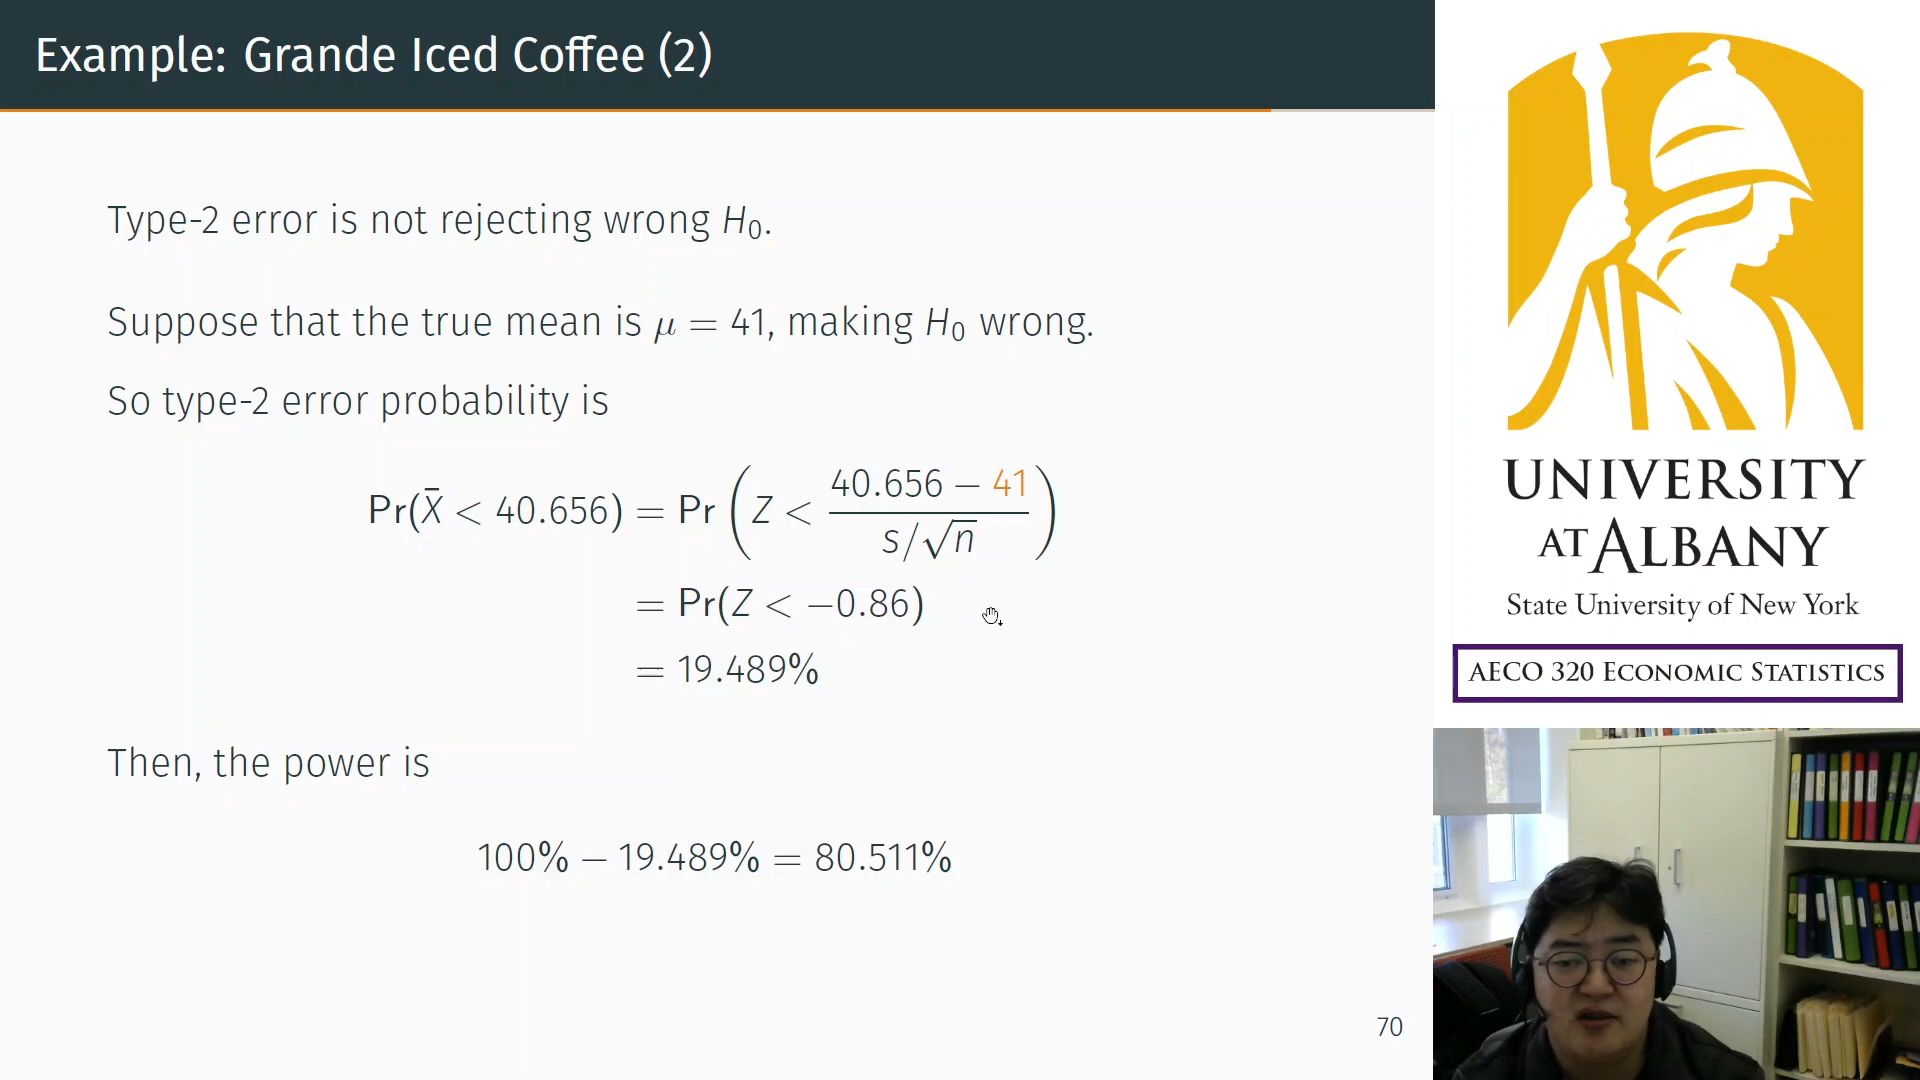 Example: Grande Iced Coffee (2)
Type-2 error is not rejecting wrong H₀.
Suppose that the true mean is μ = 41, making H₀ wrong.
So type-2 error probability is
Pr(X̄ < 40.656) = Pr(Z < (40.656 − 41)/(s/√n))
= Pr(Z < −0.86)
= 19.489%
Then, the power is
100% − 19.489% = 80.511%
70
UNIVERSITY
AT ALBANY
State University of New York
AECO 320 ECONOMIC STATISTICS